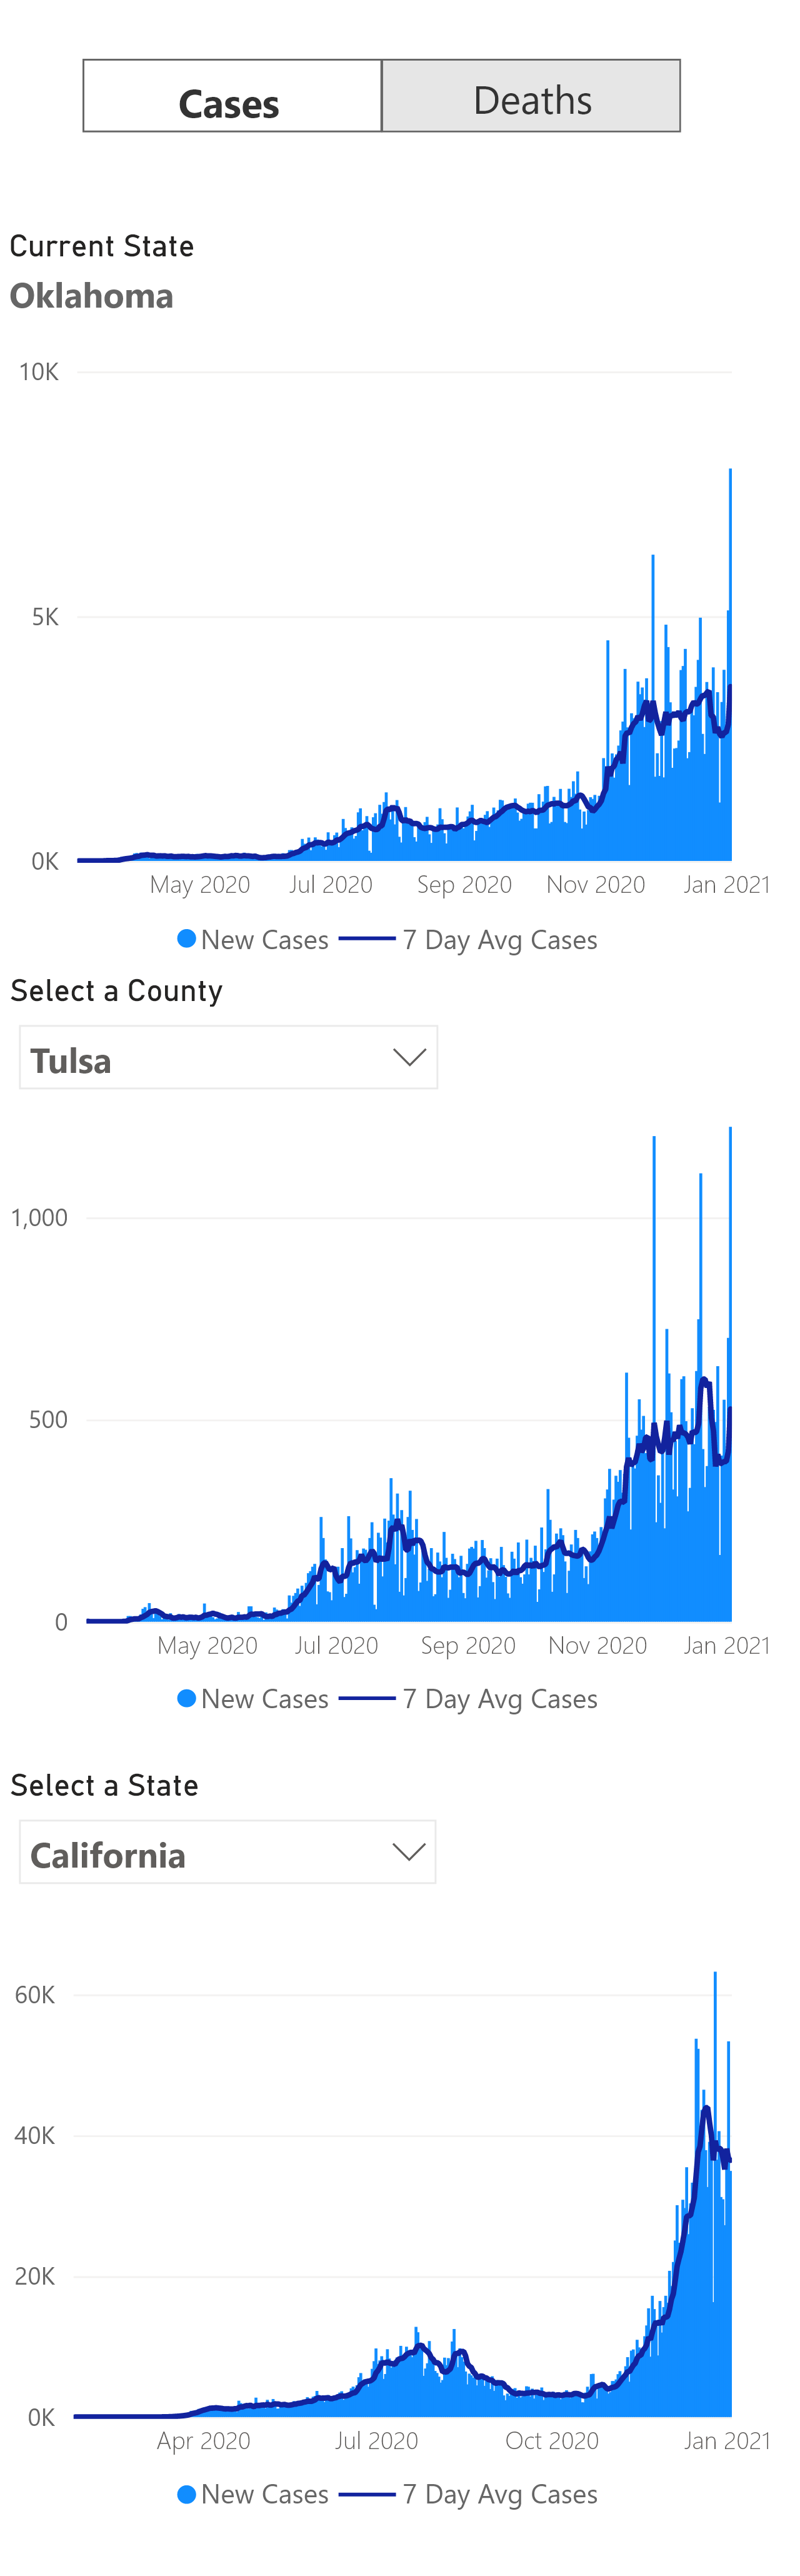 Cases Deaths
Current State
Oklahoma
10K
5K
0K
May 2020 Jul 2020 Sep 2020 Nov 2020 Jan 2021
New Cases 7 Day Avg Cases
Select a County
Tulsa
1,000
500
0
May 2020 Jul 2020 Sep 2020 Nov 2020 Jan 2021
New Cases 7 Day Avg Cases
Select a State
California
60K
40K
20K
0K
Apr 2020 Jul 2020 Oct 2020 Jan 2021
New Cases 7 Day Avg Cases